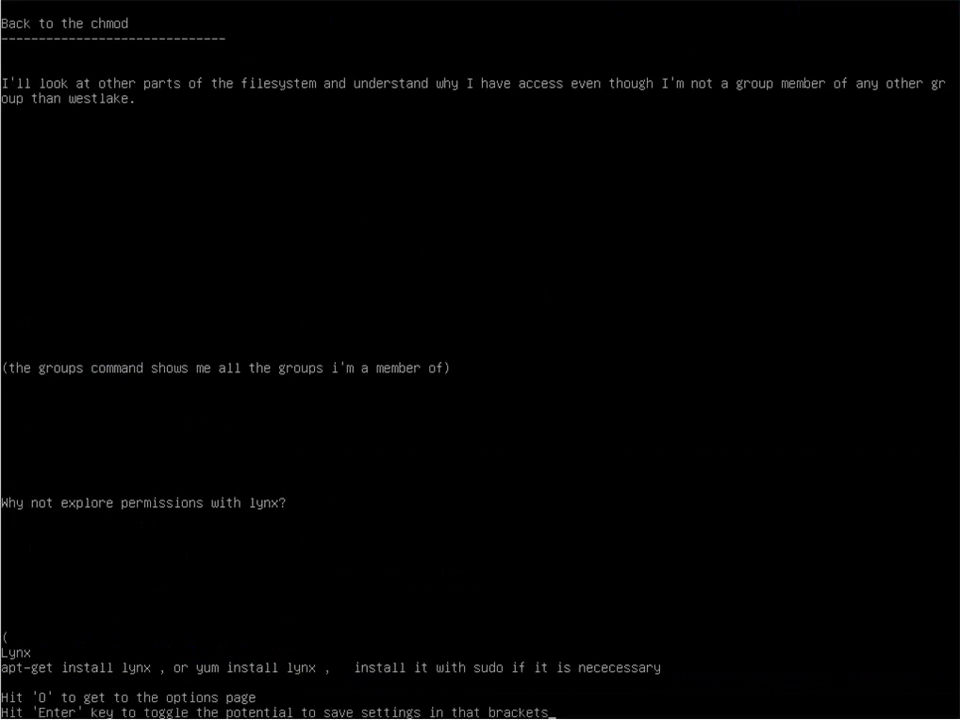 Back to the chmod
------------------------------
I'll look at other parts of the filesystem and understand why I have access even though I'm not a group member of any other gr
oup than westlake.
(the groups command shows me all the groups i'm a member of)
Why not explore permissions with lynx?
(
Lynx
apt-get install lynx , or yum install lynx ,   install it with sudo if it is nececessary
Hit 'O' to get to the options page
Hit 'Enter' key to toggle the potential to save settings in that brackets_